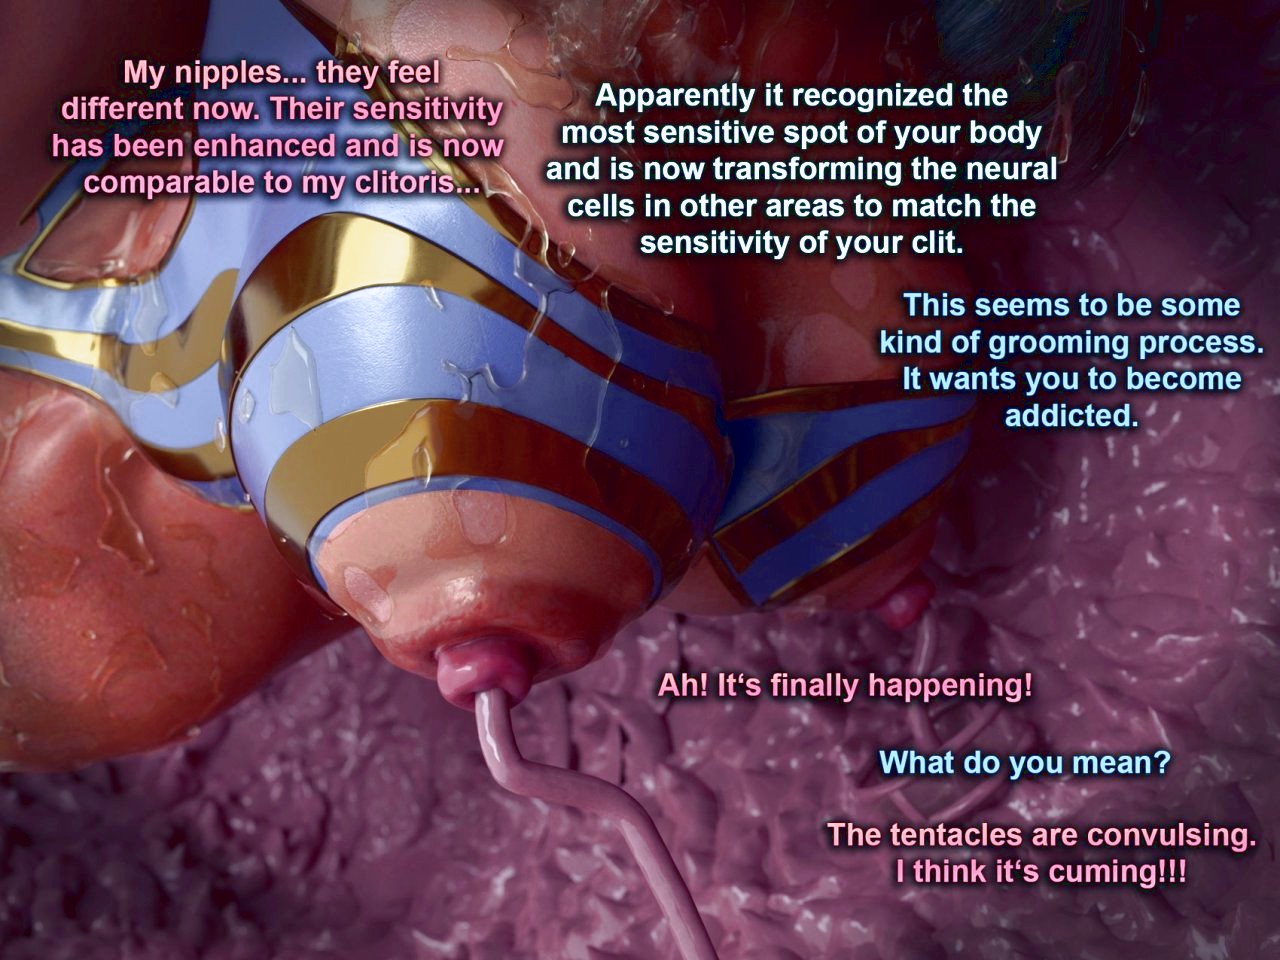 My nipples... they feel
different now. Their sensitivity
has been enhanced and is now
comparable to my clitoris...
Apparently it recognized the
most sensitive spot of your body
and is now transforming the neural
cells in other areas to match the
sensitivity of your clit.
This seems to be some
kind of grooming process.
It wants you to become
addicted.
Ah! It‘s finally happening!
What do you mean?
The tentacles are convulsing.
I think it‘s cuming!!!